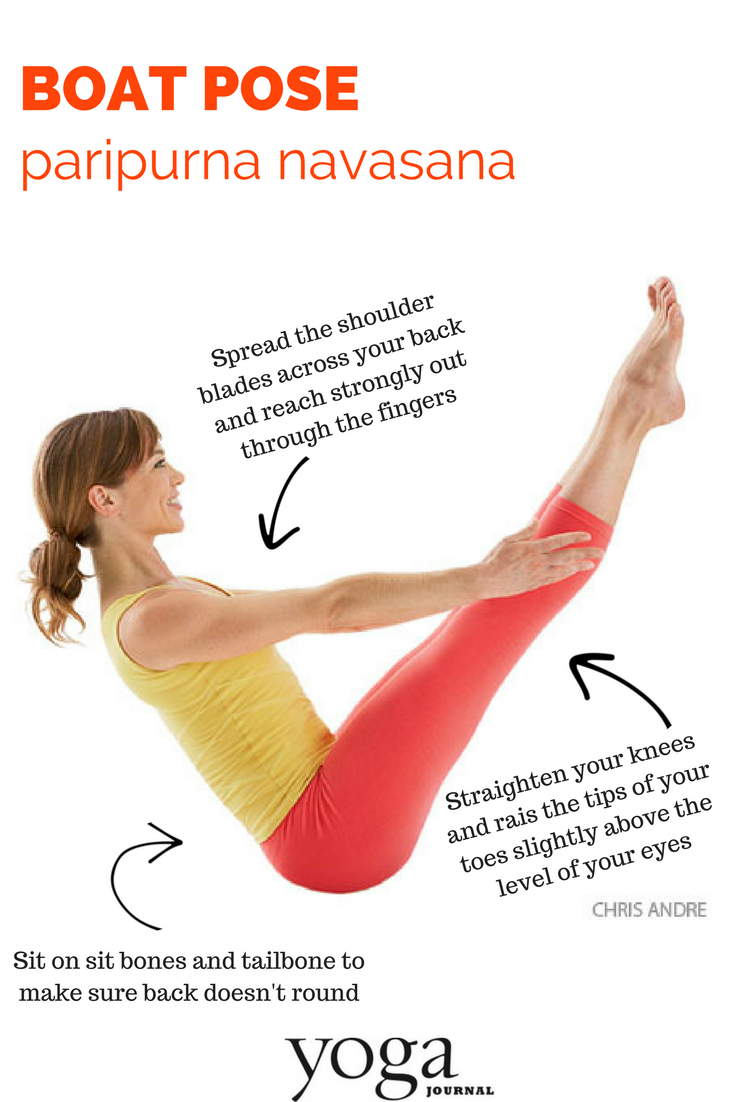 BOAT POSE
paripurna navasana
Spread the shoulder
blades across your back
and reach strongly out
through the fingers
Straighten your knees
and rais the tips of your
toes slightly above the
level of your eyes
CHRIS ANDRE
Sit on sit bones and tailbone to
make sure back doesn't round
yoga
JOURNAL